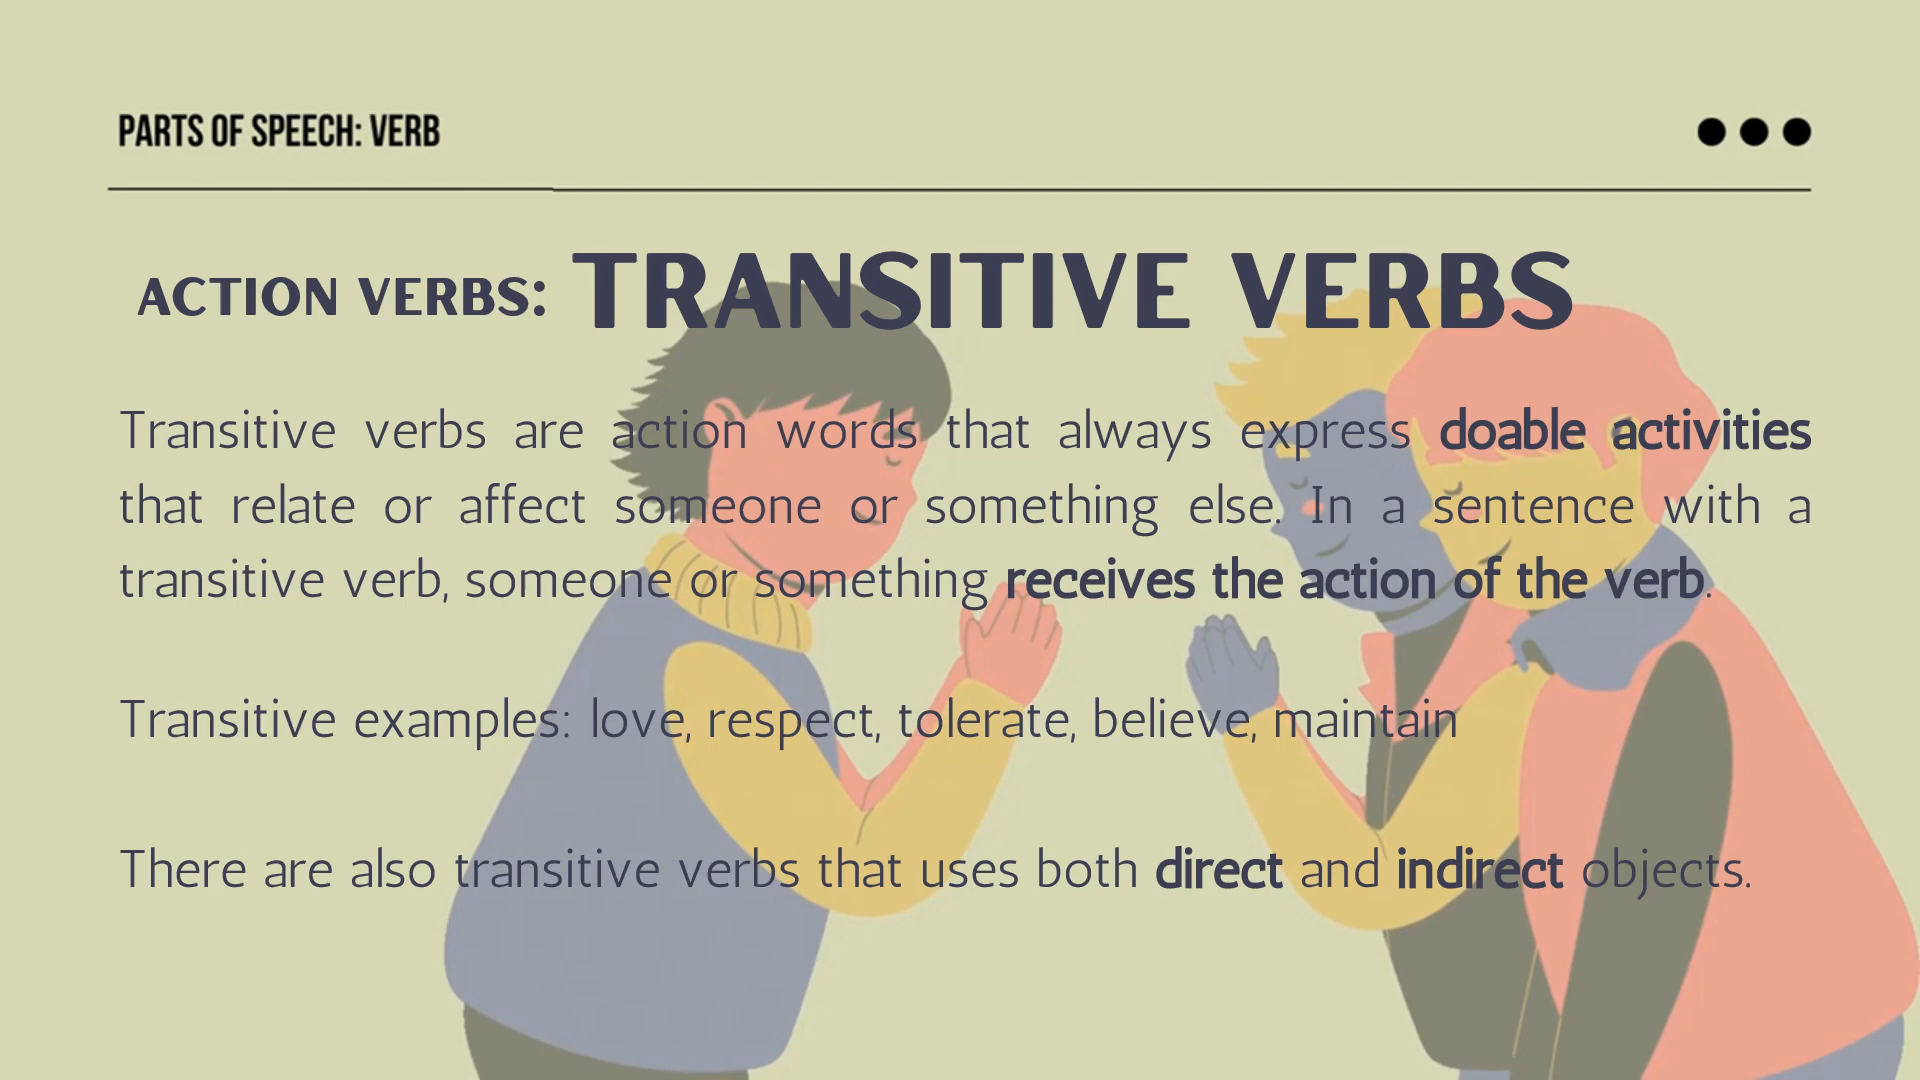 PARTS OF SPEECH: VERB
ACTION VERBS: TRANSITIVE VERBS
Transitive verbs are action words that always express doable activities
that relate or affect someone or something else. In a sentence with a
transitive verb, someone or something receives the action of the verb.
Transitive examples: love, respect, tolerate, believe, maintain
There are also transitive verbs that uses both direct and indirect objects.